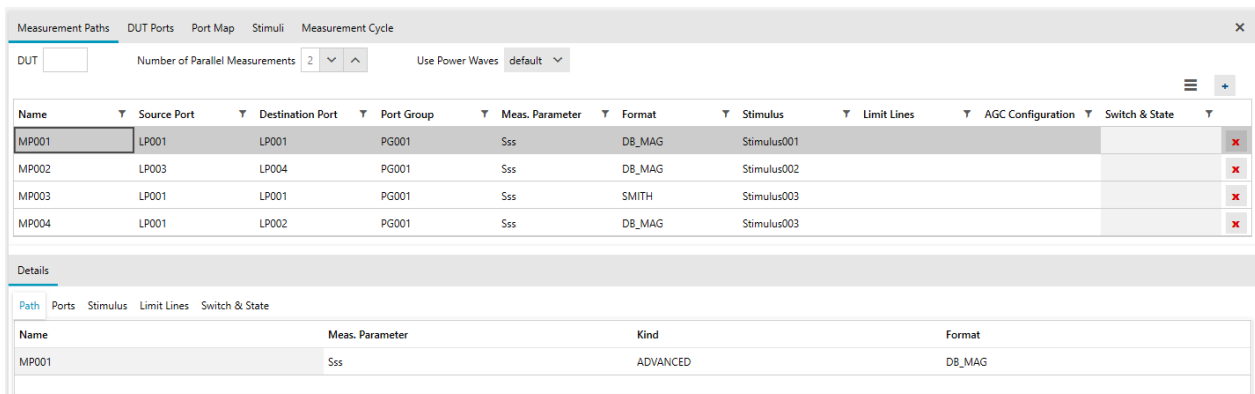 Measurement Paths DUT Ports Port Map Stimuli Measurement Cycle
DUT Number of Parallel Measurements 2 Use Power Waves default
Name Source Port Destination Port Port Group Meas. Parameter Format Stimulus Limit Lines AGC Configuration Switch & State
MP001 LP001 LP001 PG001 Sss DB_MAG Stimulus001
MP002 LP003 LP004 PG001 Sss DB_MAG Stimulus002
MP003 LP001 LP001 PG001 Sss SMITH Stimulus003
MP004 LP001 LP002 PG001 Sss DB_MAG Stimulus003
Details
Path Ports Stimulus Limit Lines Switch & State
Name Meas. Parameter Kind Format
MP001 Sss ADVANCED DB_MAG